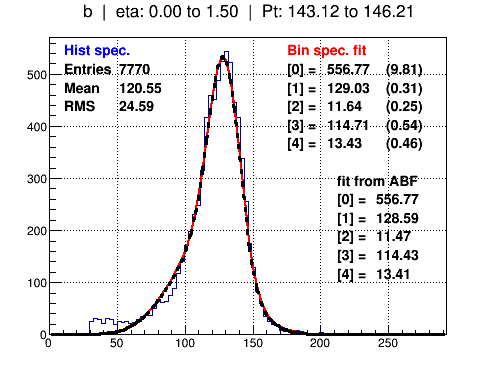 b | eta: 0.00 to 1.50 | Pt: 143.12 to 146.21
Hist spec.
Entries 7770
Mean 120.55
RMS 24.59
Bin spec. fit
[0] = 556.77 (9.81)
[1] = 129.03 (0.31)
[2] = 11.64 (0.25)
[3] = 114.71 (0.54)
[4] = 13.43 (0.46)
fit from ABF
[0] = 556.77
[1] = 128.59
[2] = 11.47
[3] = 114.43
[4] = 13.41
500
400
300
200
100
0
0 50 100 150 200 250